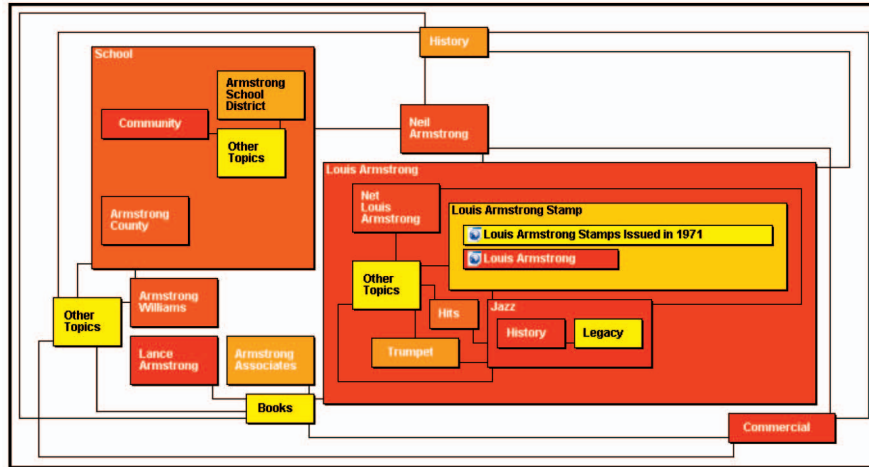 History
School
Armstrong
School
District
Community
Other
Topics
Neil
Armstrong
Armstrong
County
Louis Armstrong
Net
Louis
Armstrong
Louis Armstrong Stamp
Louis Armstrong Stamps Issued in 1971
Louis Armstrong
Other
Topics
Hits
Jazz
History
Legacy
Trumpet
Armstrong
Williams
Other
Topics
Lance
Armstrong
Armstrong
Associates
Books
Commercial